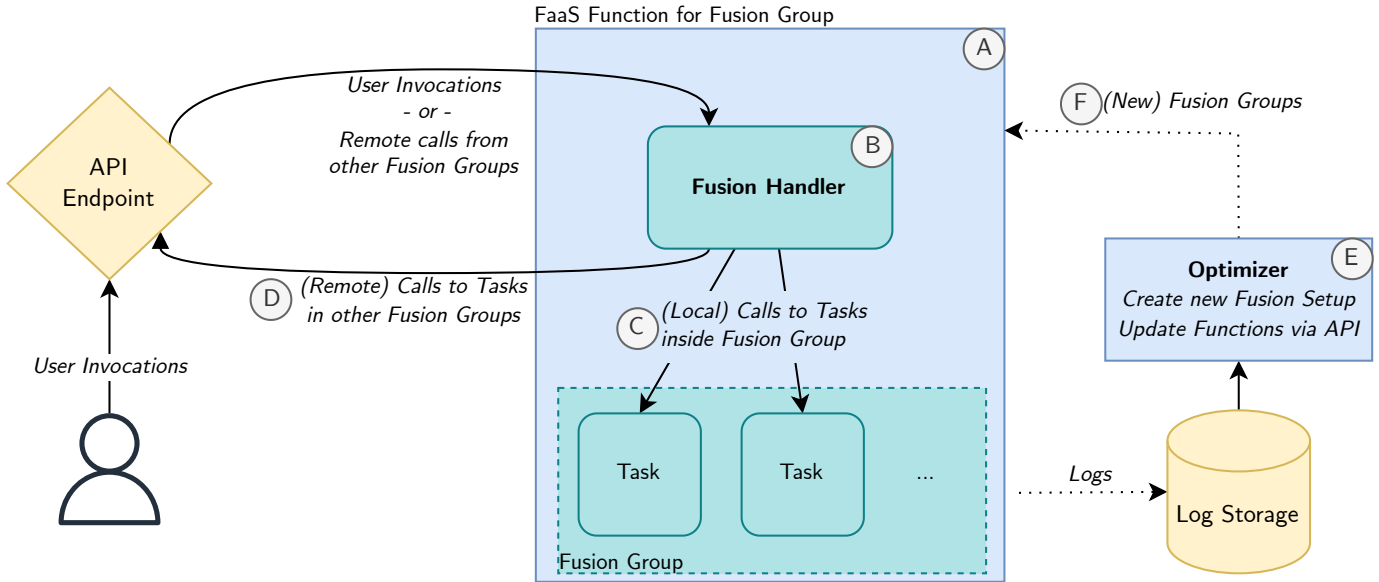 FaaS Function for Fusion Group
A
User Invocations
- or -
Remote calls from
other Fusion Groups
F
(New) Fusion Groups
B
Fusion Handler
API
Endpoint
E
Optimizer
Create new Fusion Setup
Update Functions via API
D
(Remote) Calls to Tasks
in other Fusion Groups
C
(Local) Calls to Tasks
inside Fusion Group
User Invocations
Task
Task
...
Logs
Log Storage
Fusion Group